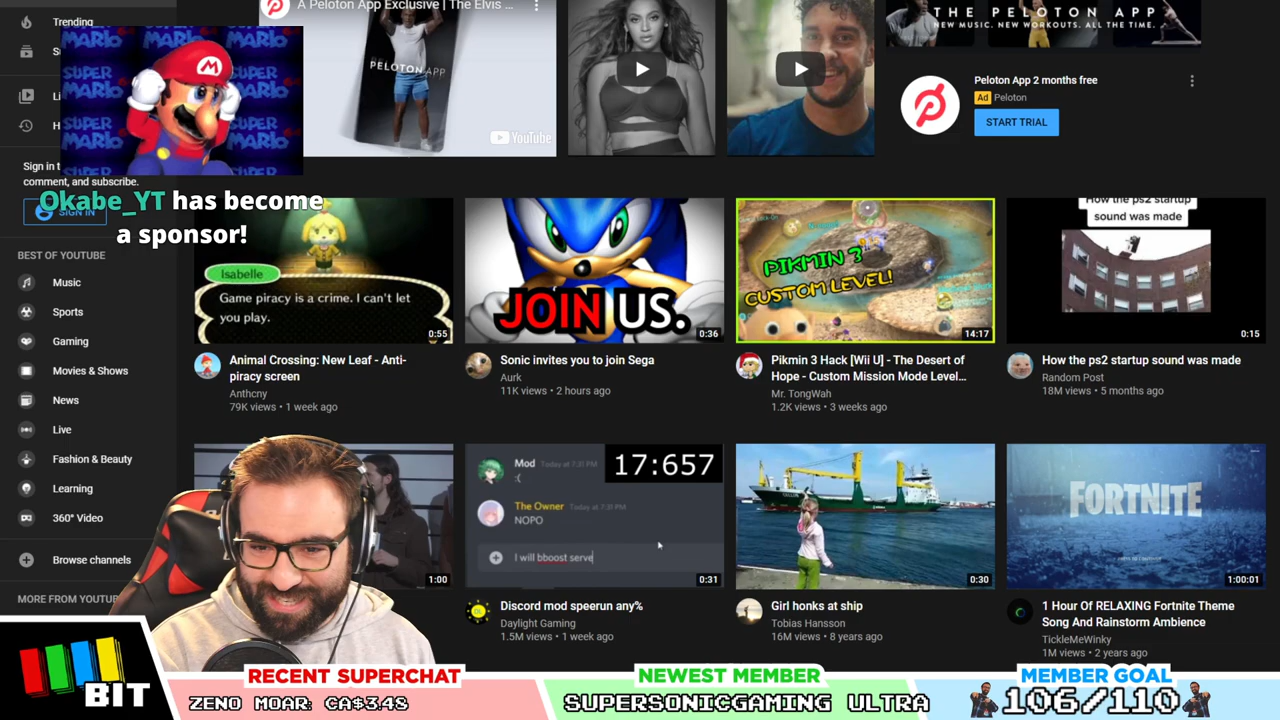 Trending
A Peloton App Exclusive | The Elvis ...
PELOTON APP
YouTube
THE PELOTON APP
NEW MUSIC. NEW WORKOUTS. ALL THE TIME.
Peloton App 2 months free
Ad Peloton
START TRIAL
SUPER MARIO
Sign in t
comment, and subscribe.
SIGN IN
Okabe_YT has become
a sponsor!
BEST OF YOUTUBE
Music
Sports
Gaming
Movies & Shows
News
Live
Fashion & Beauty
Learning
360° Video
Browse channels
MORE FROM YOUTUB
Isabelle
Game piracy is a crime. I can't let
you play.
0:55
Animal Crossing: New Leaf - Anti-
piracy screen
Anthcny
79K views • 1 week ago
JOIN US.
0:36
Sonic invites you to join Sega
Aurk
11K views • 2 hours ago
PIKMIN 3
CUSTOM LEVEL!
14:17
Pikmin 3 Hack [Wii U] - The Desert of
Hope - Custom Mission Mode Level...
Mr. TongWah
1.2K views • 3 weeks ago
How the ps2 startup
sound was made
0:15
How the ps2 startup sound was made
Random Post
18M views • 5 months ago
1:00
Mod Today at 7:31 PM
:(
17:657
The Owner Today at 7:31 PM
NOPO
I will bboost serve
0:31
Discord mod speerun any%
Daylight Gaming
1.5M views • 1 week ago
0:30
Girl honks at ship
Tobias Hansson
16M views • 8 years ago
FORTNITE
1:00:01
1 Hour Of RELAXING Fortnite Theme
Song And Rainstorm Ambience
TickleMeWinky
1M views • 2 years ago
BIT
RECENT SUPERCHAT
ZENO MOAR: CA$3.48
NEWEST MEMBER
SUPERSONICGAMING ULTRA
MEMBER GOAL
106/110